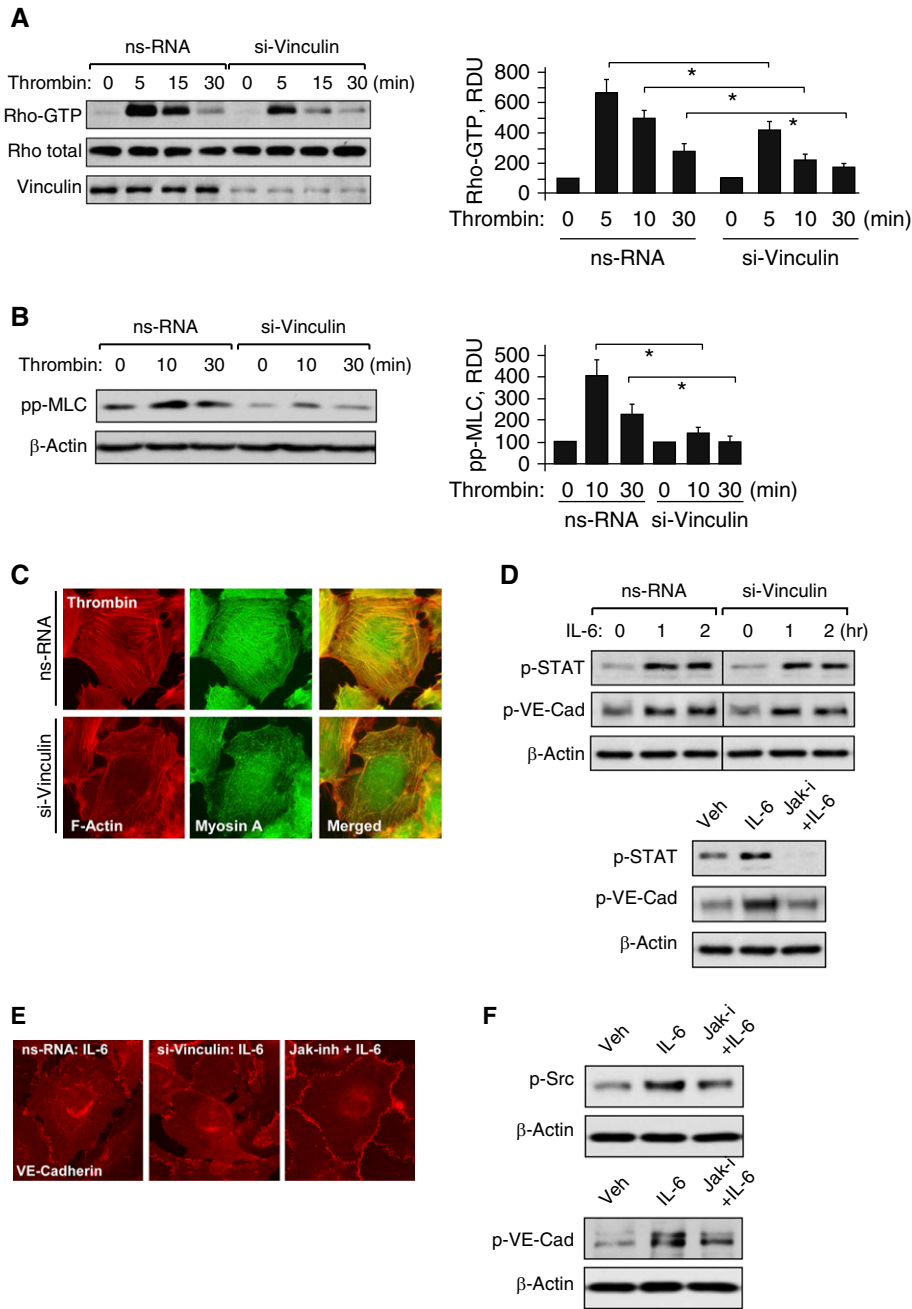 A
ns-RNA si-Vinculin
Thrombin: 0 5 15 30 0 5 15 30 (min)
Rho-GTP
Rho total
Vinculin
Rho-GTP, RDU
800
600
400
200
0
* * *
Thrombin: 0 5 10 30 0 5 10 30 (min)
ns-RNA si-Vinculin
B
ns-RNA si-Vinculin
Thrombin: 0 10 30 0 10 30 (min)
pp-MLC
β-Actin
pp-MLC, RDU
500
400
300
200
100
0
* *
Thrombin: 0 10 30 0 10 30 (min)
ns-RNA si-Vinculin
C
ns-RNA
Thrombin
si-Vinculin
F-Actin Myosin A Merged
D
ns-RNA si-Vinculin
IL-6: 0 1 2 0 1 2 (hr)
p-STAT
p-VE-Cad
β-Actin
Veh IL-6 Jak-i +IL-6
p-STAT
p-VE-Cad
β-Actin
E
ns-RNA: IL-6 si-Vinculin: IL-6 Jak-inh + IL-6
VE-Cadherin
F
Veh IL-6 Jak-i +IL-6
p-Src
β-Actin
Veh IL-6 Jak-i +IL-6
p-VE-Cad
β-Actin